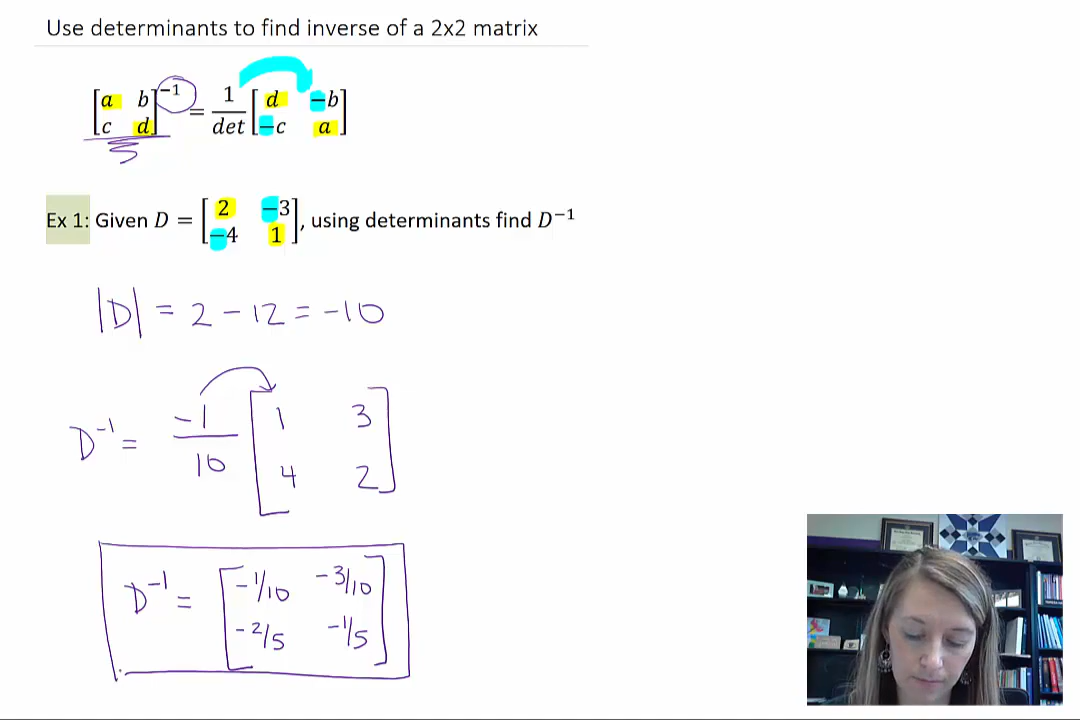 Use determinants to find inverse of a 2x2 matrix
[a b; c d]⁻¹ = 1/det [d −b; −c a]
Ex 1: Given D = [2 −3; −4 1], using determinants find D⁻¹
|D| = 2 - 12 = -10
D⁻¹ = -1/10 [1 3; 4 2]
D⁻¹ = [-1/10 -3/10; -2/5 -1/5]